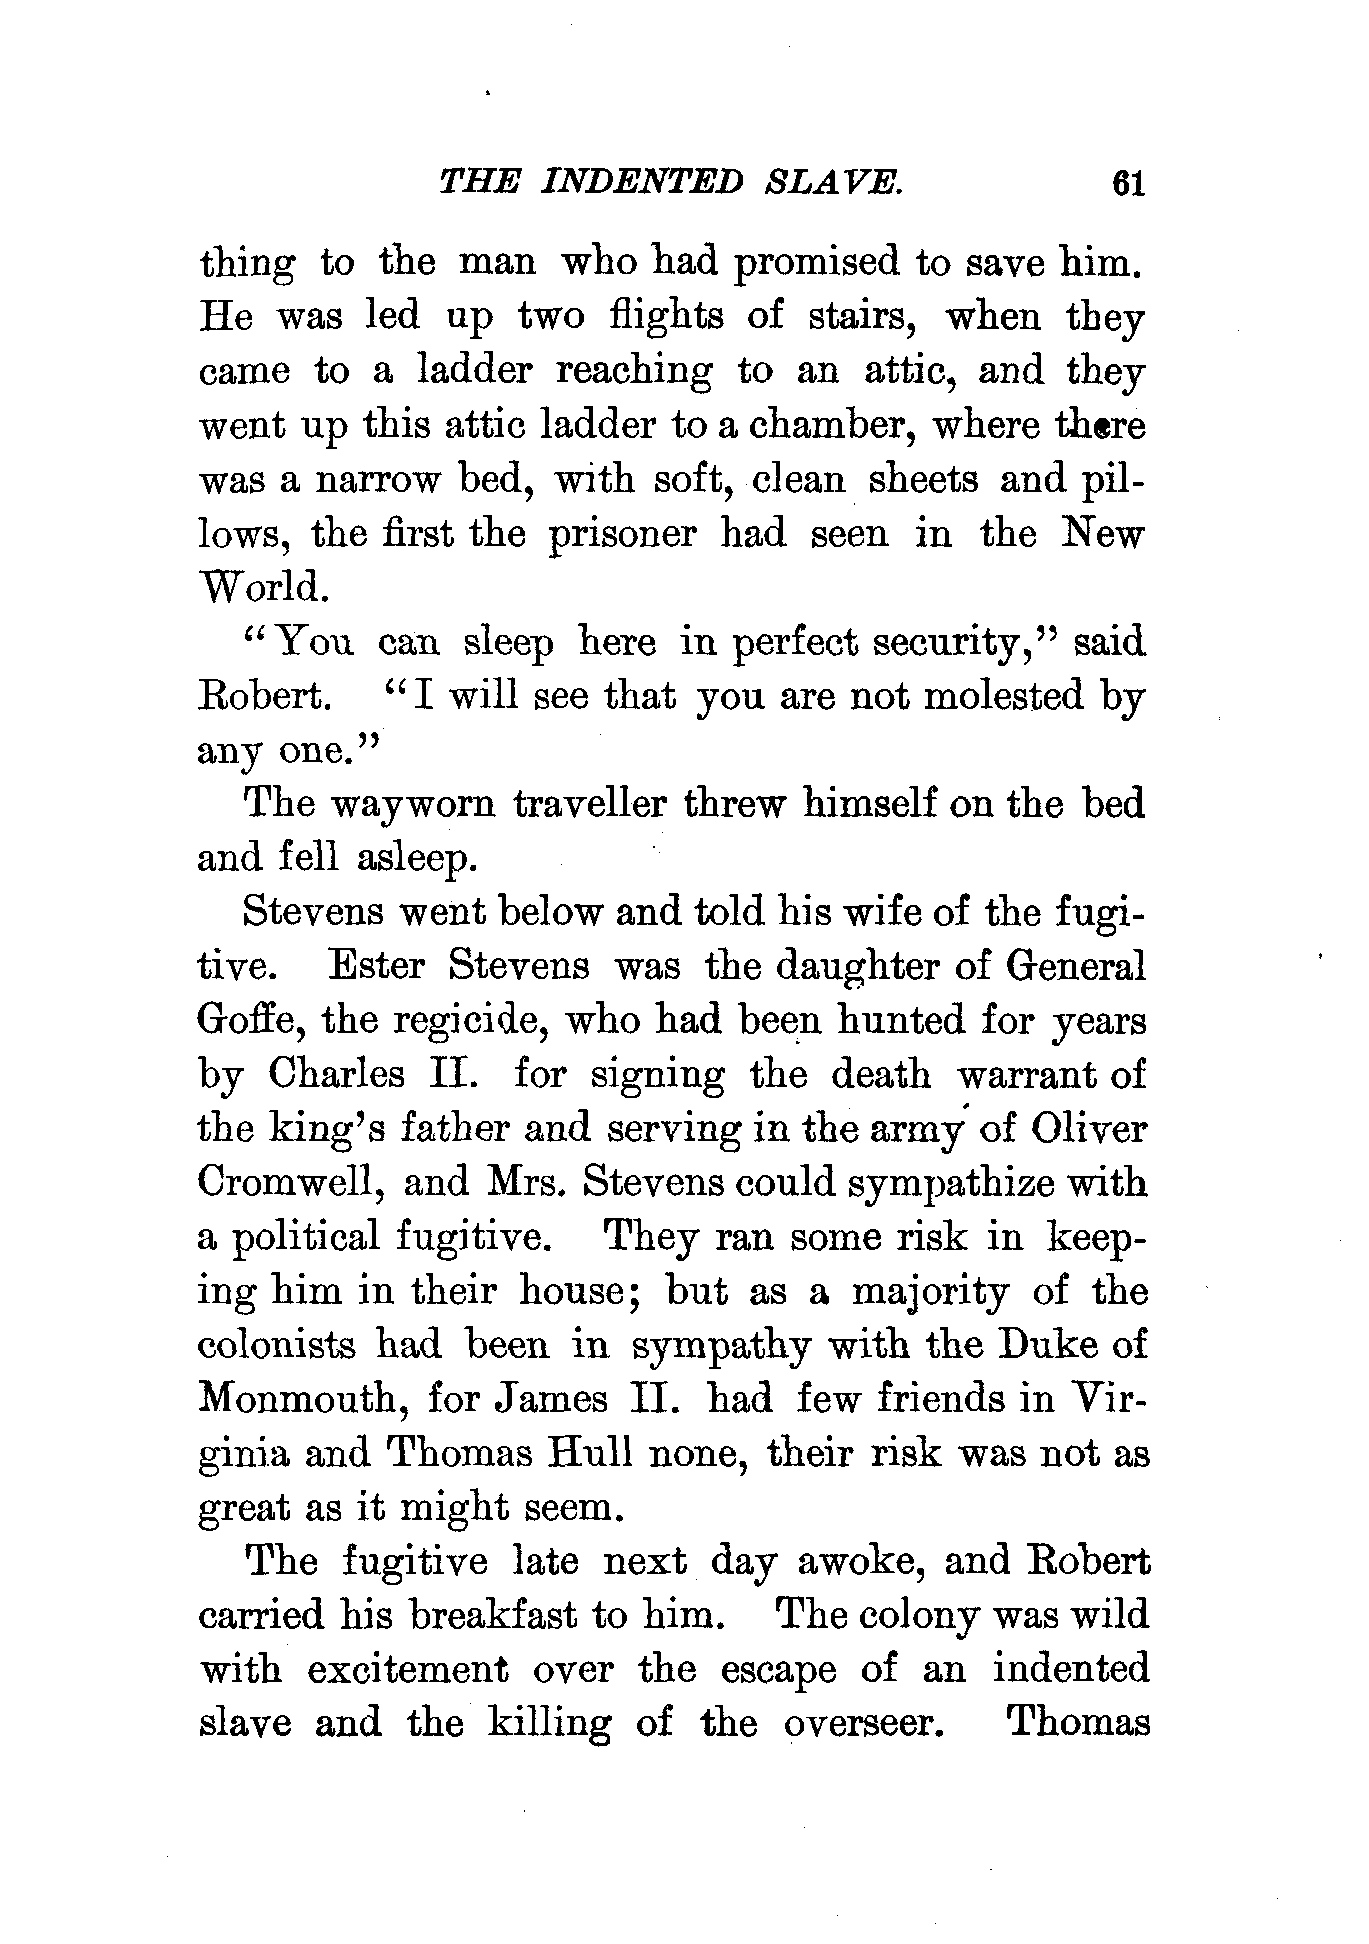 THE INDENTED SLAVE. 61
thing to the man who had promised to save him.
He was led up two flights of stairs, when they
came to a ladder reaching to an attic, and they
went up this attic ladder to a chamber, where there
was a narrow bed, with soft, clean sheets and pil-
lows, the first the prisoner had seen in the New
World.
"You can sleep here in perfect security," said
Robert. "I will see that you are not molested by
any one."
The wayworn traveller threw himself on the bed
and fell asleep.
Stevens went below and told his wife of the fugi-
tive. Ester Stevens was the daughter of General
Goffe, the regicide, who had been hunted for years
by Charles II. for signing the death warrant of
the king's father and serving in the army of Oliver
Cromwell, and Mrs. Stevens could sympathize with
a political fugitive. They ran some risk in keep-
ing him in their house; but as a majority of the
colonists had been in sympathy with the Duke of
Monmouth, for James II. had few friends in Vir-
ginia and Thomas Hull none, their risk was not as
great as it might seem.
The fugitive late next day awoke, and Robert
carried his breakfast to him. The colony was wild
with excitement over the escape of an indented
slave and the killing of the overseer. Thomas